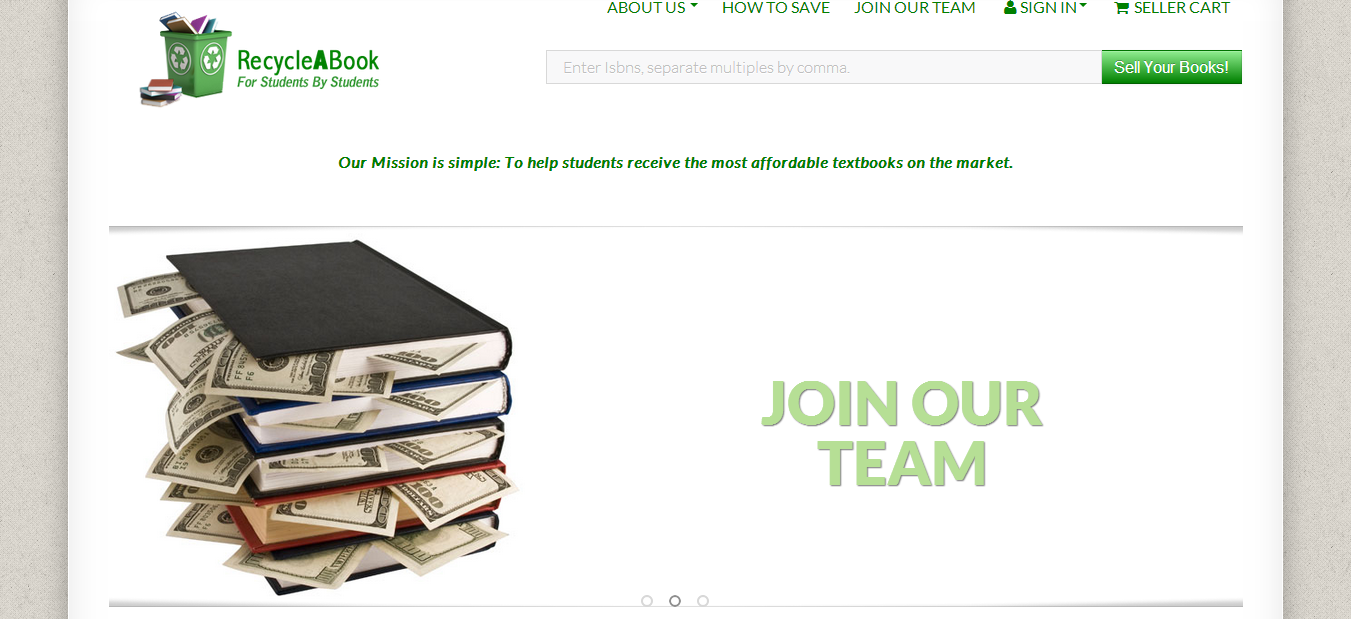 ABOUT US HOW TO SAVE JOIN OUR TEAM SIGN IN SELLER CART
RecycleABook
For Students By Students
Enter Isbns, separate multiples by comma.
Sell Your Books!
Our Mission is simple: To help students receive the most affordable textbooks on the market.
JOIN OUR
TEAM